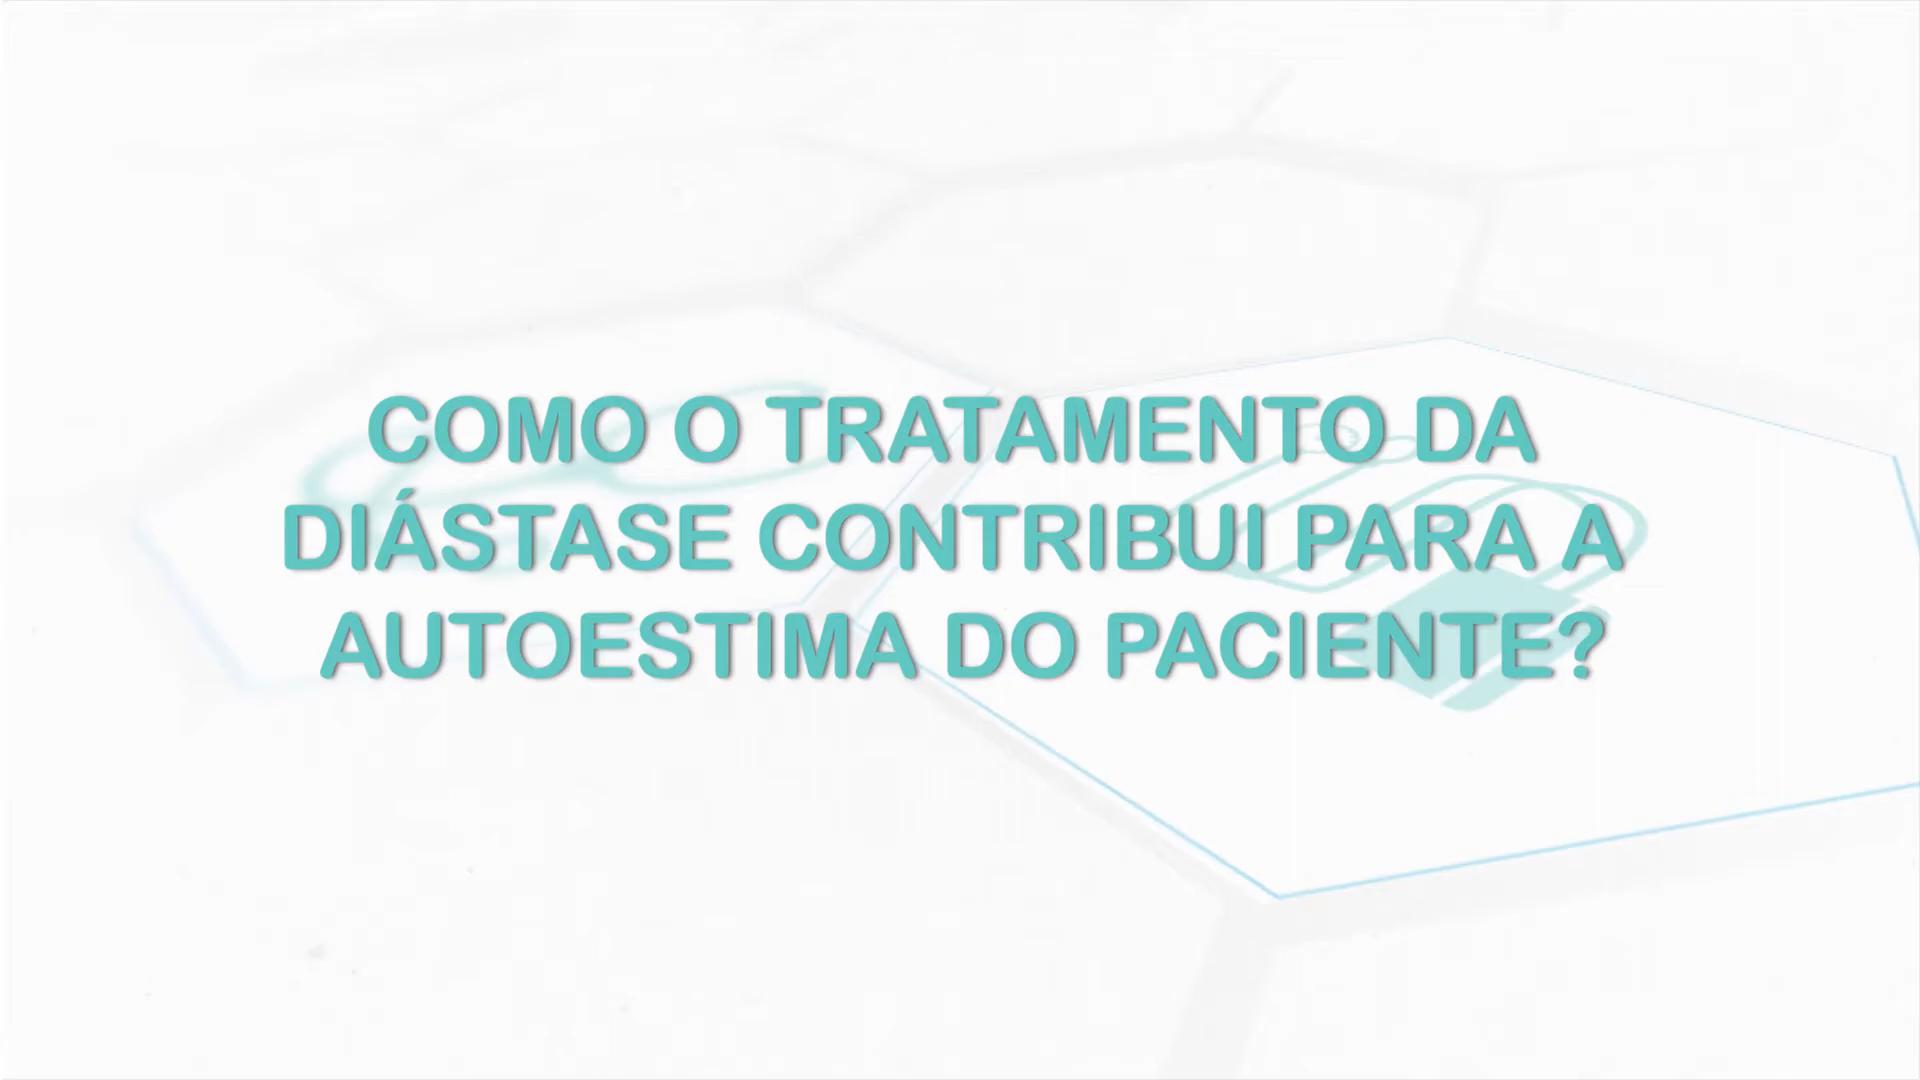 COMO O TRATAMENTO DA
DIÁSTASE CONTRIBUI PARA A
AUTOESTIMA DO PACIENTE?